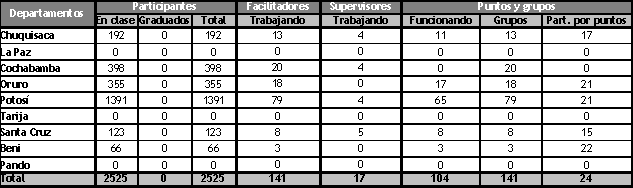 Departamentos Participantes Facilitadores Supervisores Puntos y grupos
En clase Graduados Total Trabajando Trabajando Funcionando Grupos Part. por puntos
Chuquisaca 192 0 192 13 4 11 13 17
La Paz 0 0 0 0 0 0 0 0
Cochabamba 398 0 398 20 4 0 20 0
Oruro 355 0 355 18 0 17 18 21
Potosí 1391 0 1391 79 4 65 79 21
Tarija 0 0 0 0 0 0 0 0
Santa Cruz 123 0 123 8 5 8 8 15
Beni 66 0 66 3 0 3 3 22
Pando 0 0 0 0 0 0 0 0
Total 2525 0 2525 141 17 104 141 24